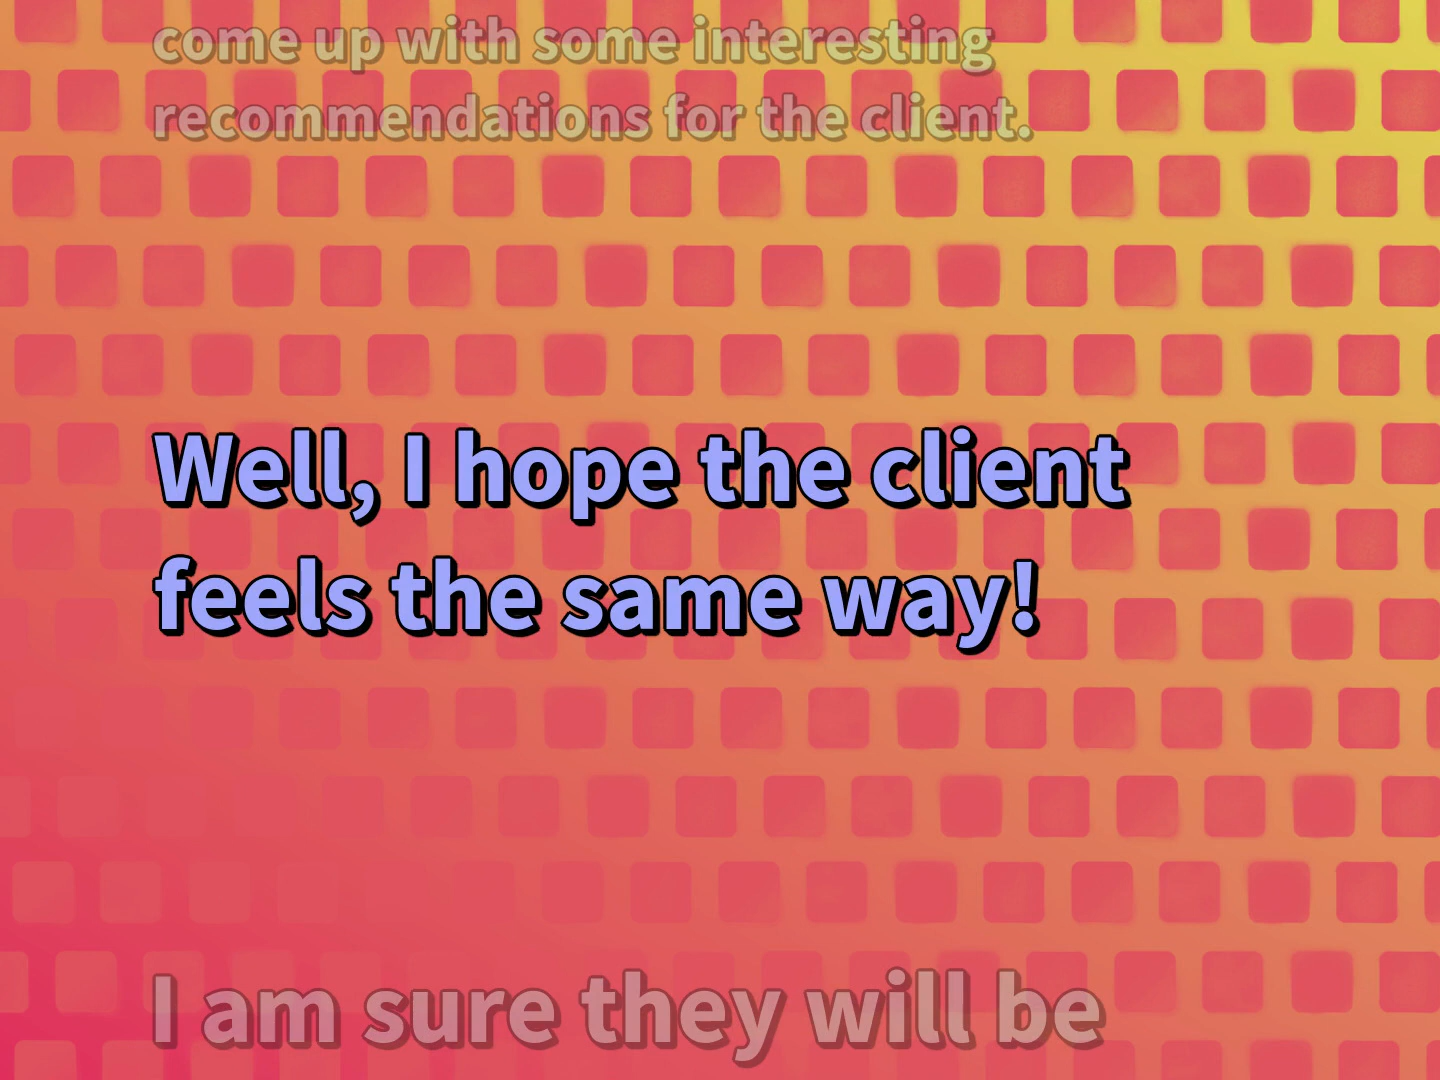 come up with some interesting
recommendations for the client.
Well, I hope the client
feels the same way!
I am sure they will be